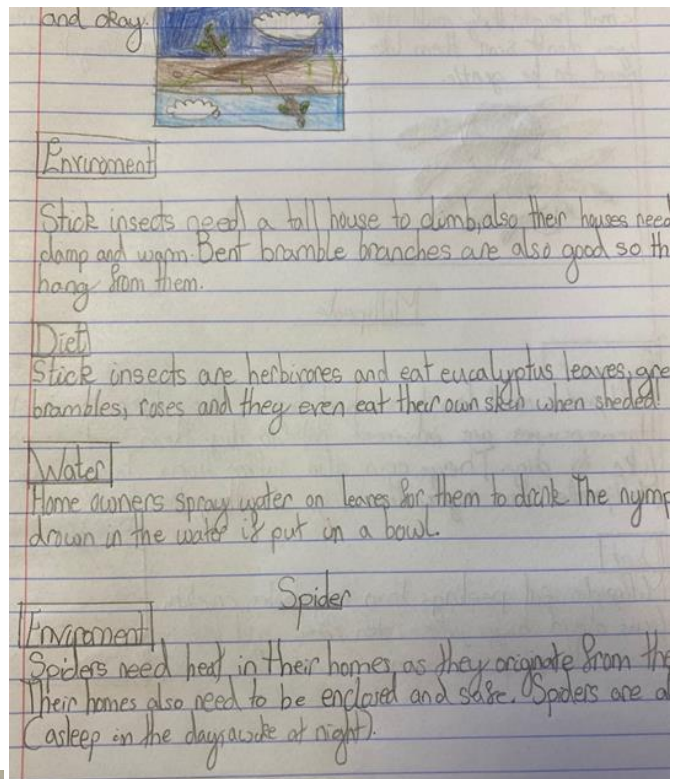 and okay.
Enviroment
Stick insects need a tall house to climb, also their houses need
damp and warm. Bent bramble branches are also good so th
hang from them.
Diet
Stick insects are herbivores and eat eucalyptus leaves, gre
brambles, roses and they even eat their own skin when sheded!
Water
Home owners spray water on leaves for them to drink. The nymp
drown in the water if put in a bowl.
Spider
Enviroment
Spiders need heat in their homes as they originate from the
Their homes also need to be enclosed and safe. Spiders are a
(asleep in the day, awake at night).